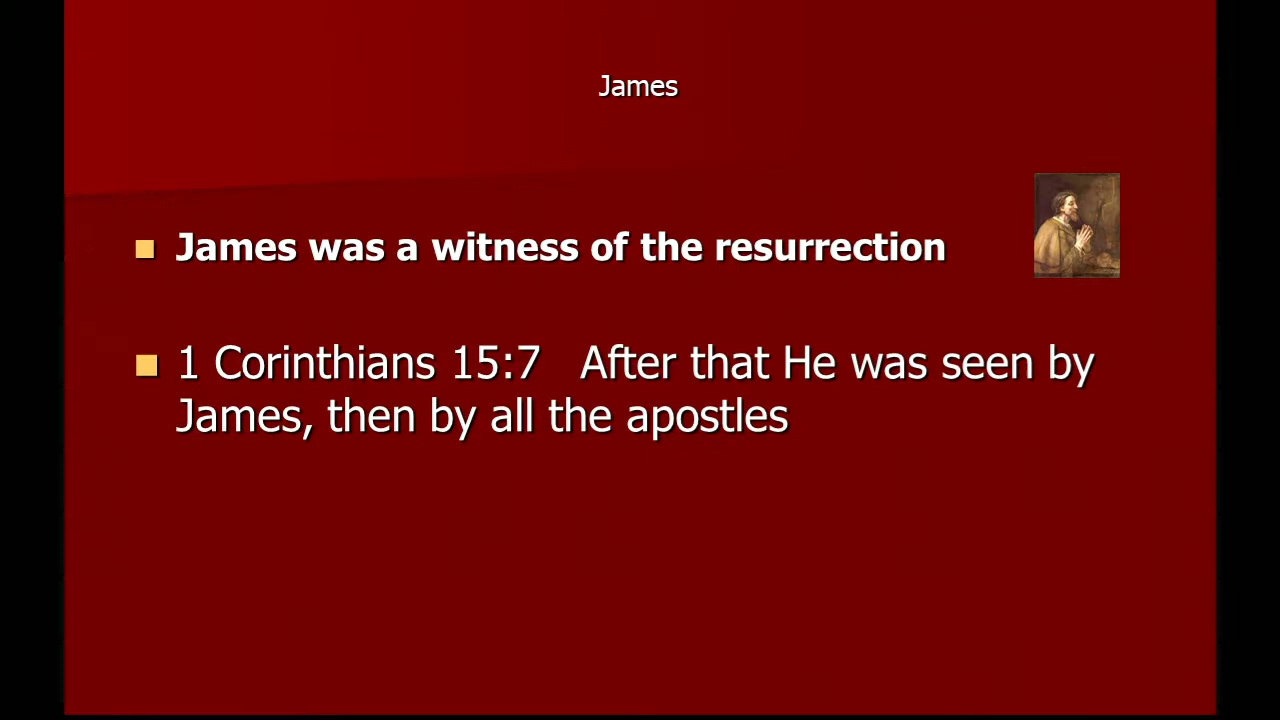 James
James was a witness of the resurrection
1 Corinthians 15:7 After that He was seen by
James, then by all the apostles